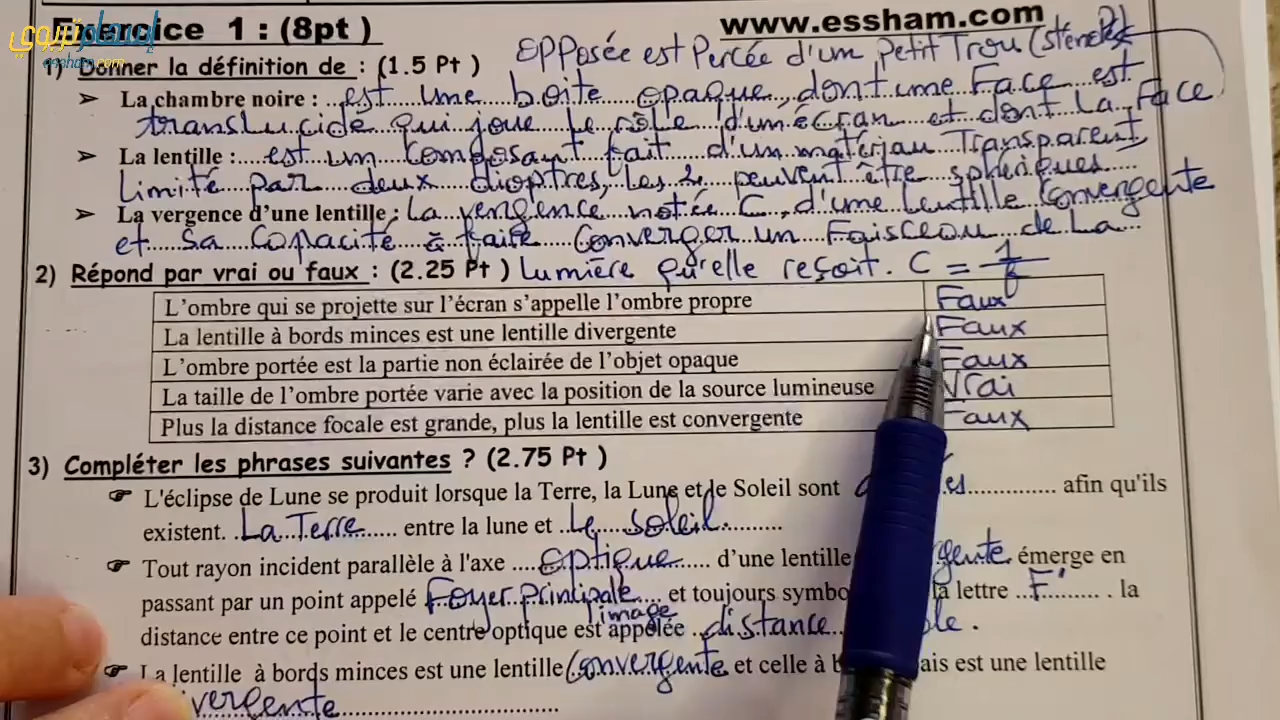 إسهام تربوي
essham.com
Exercice 1 : (8pt )
www.essham.com
opposée est Percée d'un Petit Trou (sténopé)
1) Donner la définition de : (1.5 Pt )
➢ La chambre noire : est une boite opaque, dont une Face est
translucide qui joue le rôle d'un écran et dont La Face
➢ La lentille : est un composant fait d'un matériau Transparent
Limité par deux dioptres, Les 2 peuvent être sphériques
➢ La vergence d'une lentille : La vergence notée C, d'une Lentille Convergente
et sa capacité à faire converger un Faisceau de La
2) Répond par vrai ou faux : (2.25 Pt ) Lumière qu'elle reçoit. C = 1/f
L'ombre qui se projette sur l'écran s'appelle l'ombre propre Faux
La lentille à bords minces est une lentille divergente Faux
L'ombre portée est la partie non éclairée de l'objet opaque Faux
La taille de l'ombre portée varie avec la position de la source lumineuse Vrai
Plus la distance focale est grande, plus la lentille est convergente Faux
3) Compléter les phrases suivantes ? (2.75 Pt )
☞ L'éclipse de Lune se produit lorsque la Terre, la Lune et le Soleil sont afin qu'ils
existent. La Terre entre la lune et Le soleil
☞ Tout rayon incident parallèle à l'axe optique d'une lentille émerge en
passant par un point appelé Foyer principale et toujours la lettre F' . la
image
distance entre ce point et le centre optique est appelée distance
☞ La lentille à bords minces est une lentille Convergente et celle à est une lentille
vergente